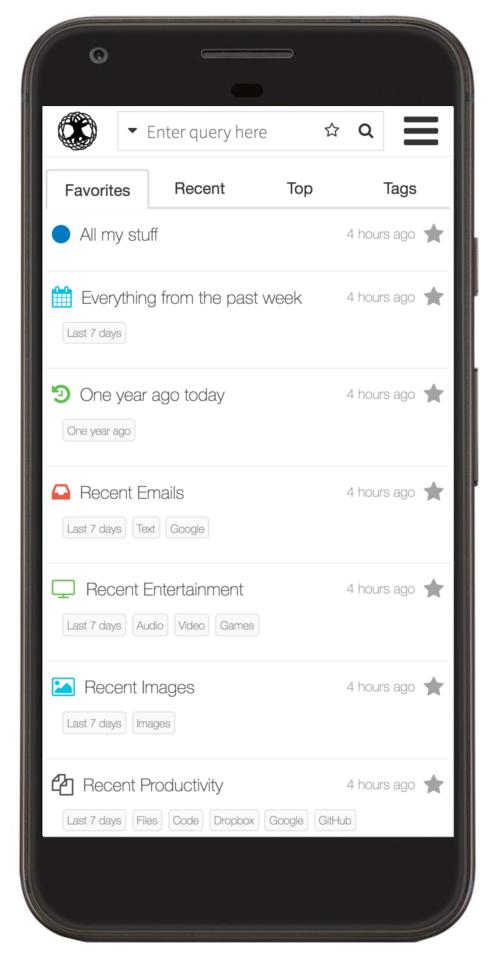 Enter query here
Favorites Recent Top Tags
All my stuff 4 hours ago
Everything from the past week 4 hours ago
Last 7 days
One year ago today 4 hours ago
One year ago
Recent Emails 4 hours ago
Last 7 days Text Google
Recent Entertainment 4 hours ago
Last 7 days Audio Video Games
Recent Images 4 hours ago
Last 7 days Images
Recent Productivity 4 hours ago
Last 7 days Files Code Dropbox Google GitHub